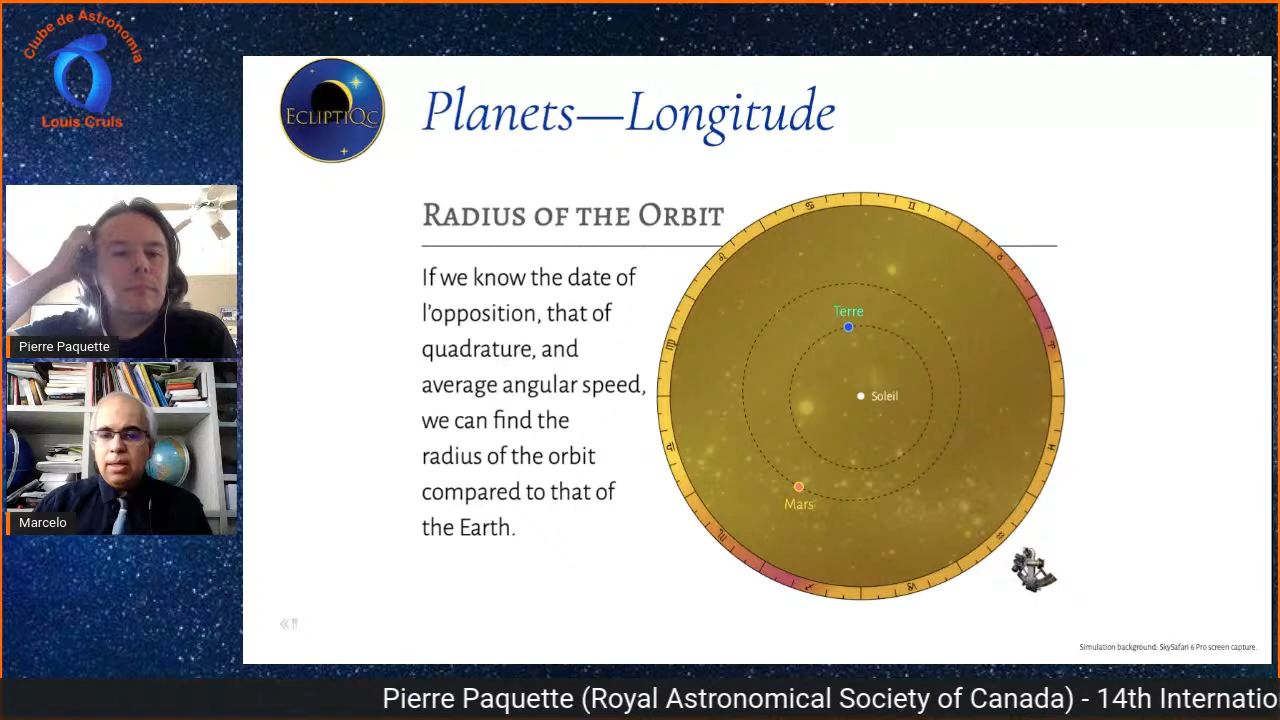 Clube de Astronomia
Louis Cruls
ECLIPTIQC
Planets—Longitude
RADIUS OF THE ORBIT
If we know the date of
l’opposition, that of
quadrature, and
average angular speed,
we can find the
radius of the orbit
compared to that of
the Earth.
Terre
Soleil
Mars
Pierre Paquette
Marcelo
Simulation background: SkySafari 6 Pro screen capture.
Pierre Paquette (Royal Astronomical Society of Canada) - 14th Internatio